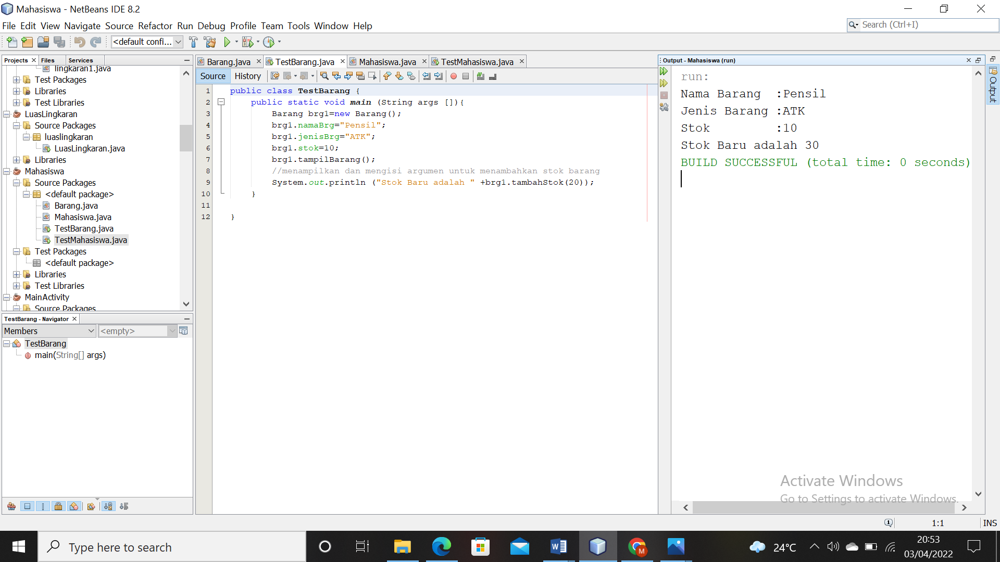 Mahasiswa - NetBeans IDE 8.2
File Edit View Navigate Source Refactor Run Debug Profile Team Tools Window Help
Search (Ctrl+I)
<default confi...
Projects Files Services
lingkaran1.java
Test Packages
Libraries
Test Libraries
LuasLingkaran
Source Packages
luaslingkaran
LuasLingkaran.java
Libraries
Mahasiswa
Source Packages
<default package>
Barang.java
Mahasiswa.java
TestBarang.java
TestMahasiswa.java
Test Packages
<default package>
Libraries
Test Libraries
MainActivity
Source Packages
TestBarang - Navigator
Members <empty>
TestBarang
main(String[] args)
Barang.java TestBarang.java Mahasiswa.java TestMahasiswa.java
Source History
1 public class TestBarang {
2 public static void main (String args []){
3 Barang brg1=new Barang();
4 brg1.namaBrg="Pensil";
5 brg1.jenisBrg="ATK";
6 brg1.stok=10;
7 brg1.tampilBarang();
8 //menampilkan dan mengisi argumen untuk menambahkan stok barang
9 System.out.println ("Stok Baru adalah " +brg1.tambahStok(20));
10 }
11
12 }
Output - Mahasiswa (run)
run:
Nama Barang :Pensil
Jenis Barang :ATK
Stok :10
Stok Baru adalah 30
BUILD SUCCESSFUL (total time: 0 seconds)
Output
Activate Windows
Go to Settings to activate Windows.
1:1 INS
Type here to search
24°C
20:53
03/04/2022